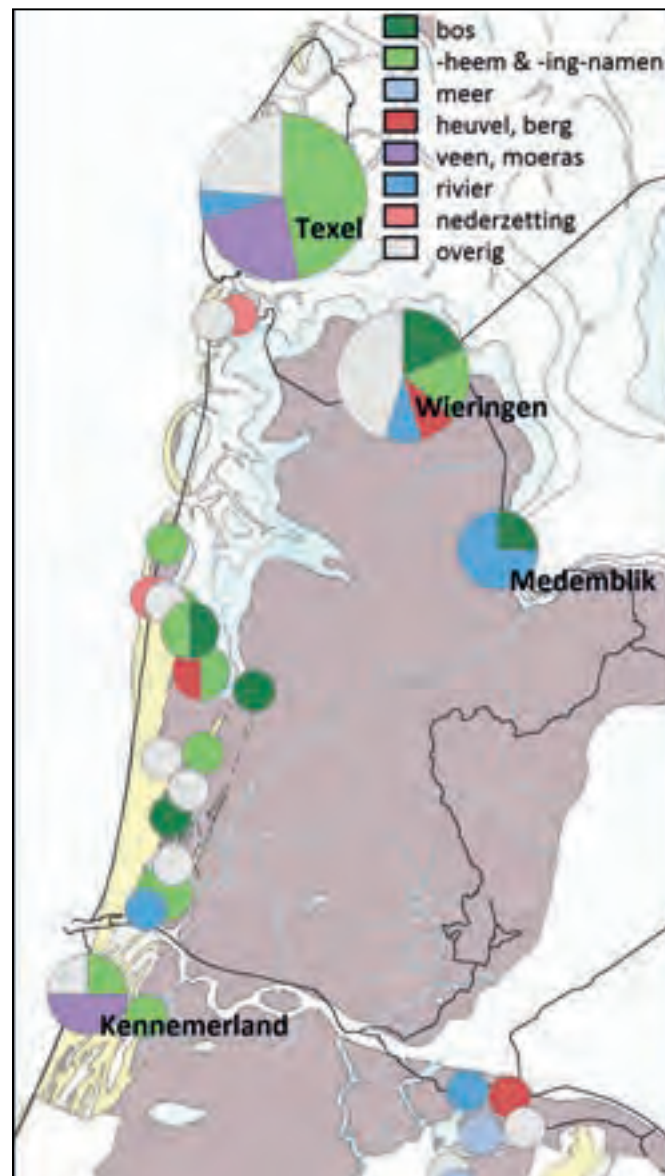 bos
-heem & -ing-namen
meer
heuvel, berg
veen, moeras
rivier
nederzetting
overig
Texel
Wieringen
Medemblik
Kennemerland